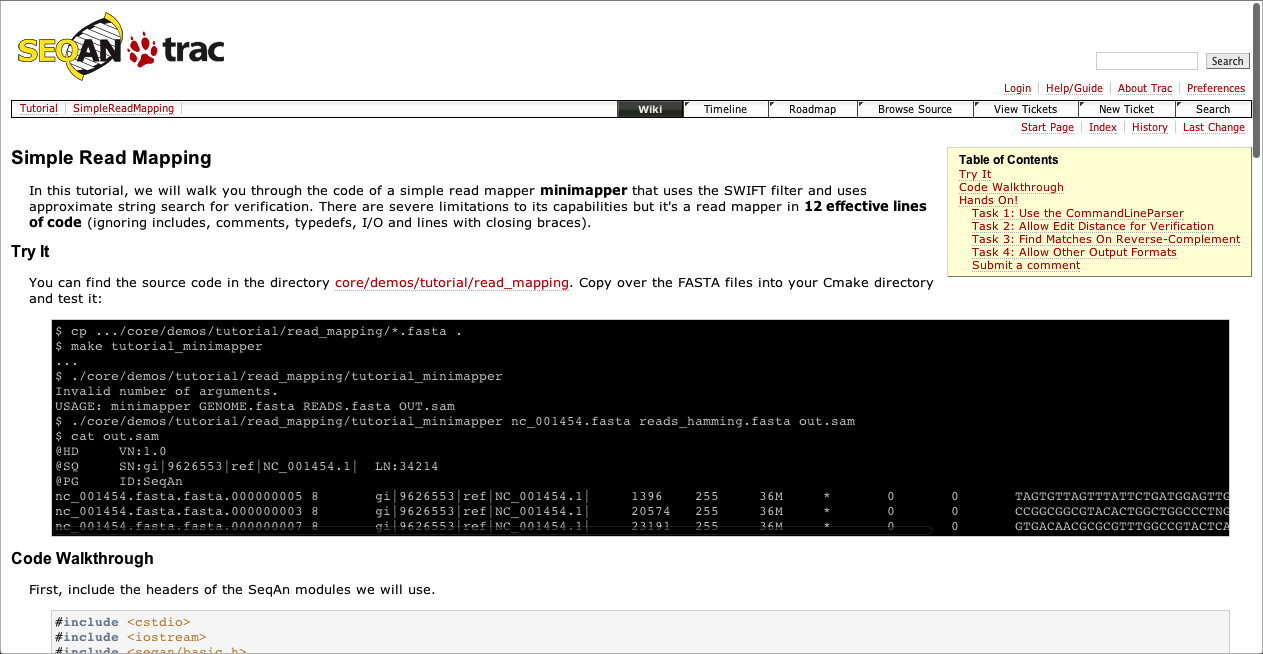 SEQAN trac
Search
Login Help/Guide About Trac Preferences
Tutorial SimpleReadMapping Wiki Timeline Roadmap Browse Source View Tickets New Ticket Search
Start Page Index History Last Change
Simple Read Mapping
In this tutorial, we will walk you through the code of a simple read mapper minimapper that uses the SWIFT filter and uses
approximate string search for verification. There are severe limitations to its capabilities but it's a read mapper in 12 effective lines
of code (ignoring includes, comments, typedefs, I/O and lines with closing braces).
Table of Contents
Try It
Code Walkthrough
Hands On!
Task 1: Use the CommandLineParser
Task 2: Allow Edit Distance for Verification
Task 3: Find Matches On Reverse-Complement
Task 4: Allow Other Output Formats
Submit a comment
Try It
You can find the source code in the directory core/demos/tutorial/read_mapping. Copy over the FASTA files into your Cmake directory
and test it:
$ cp .../core/demos/tutorial/read_mapping/*.fasta .
$ make tutorial_minimapper
...
$ ./core/demos/tutorial/read_mapping/tutorial_minimapper
Invalid number of arguments.
USAGE: minimapper GENOME.fasta READS.fasta OUT.sam
$ ./core/demos/tutorial/read_mapping/tutorial_minimapper nc_001454.fasta reads_hamming.fasta out.sam
$ cat out.sam
@HD VN:1.0
@SQ SN:gi|9626553|ref|NC_001454.1| LN:34214
@PG ID:SeqAn
nc_001454.fasta.fasta.000000005 8 gi|9626553|ref|NC_001454.1| 1396 255 36M * 0 0 TAGTGTTAGTTTATTCTGATGGAGTTG
nc_001454.fasta.fasta.000000003 8 gi|9626553|ref|NC_001454.1| 20574 255 36M * 0 0 CCGGCGGCGTACACTGGCTGGCCCTNG
nc_001454.fasta.fasta.000000007 8 gi|9626553|ref|NC_001454.1| 23191 255 36M * 0 0 GTGACAACGCGCGTTTGGCCGTACTCA
Code Walkthrough
First, include the headers of the SeqAn modules we will use.
#include <cstdio>
#include <iostream>
#include <seqan/basic.h>